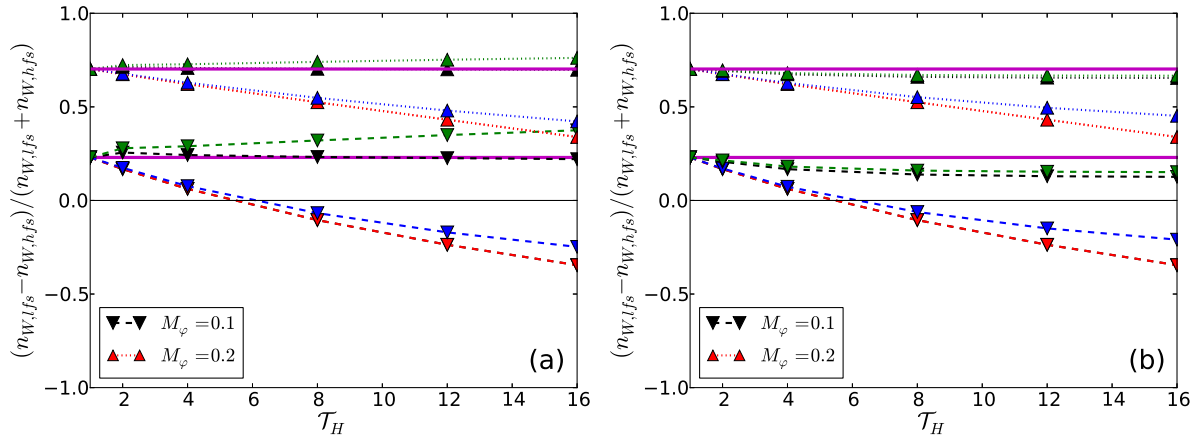 1.0
0.5
0.0
−0.5
−1.0
(n_{W,lfs} − n_{W,hfs})/(n_{W,lfs} + n_{W,hfs})
M_φ = 0.1
M_φ = 0.2
(a)
2 4 6 8 10 12 14 16
𝒯_H
1.0
0.5
0.0
−0.5
−1.0
(n_{W,lfs} − n_{W,hfs})/(n_{W,lfs} + n_{W,hfs})
M_φ = 0.1
M_φ = 0.2
(b)
2 4 6 8 10 12 14 16
𝒯_H